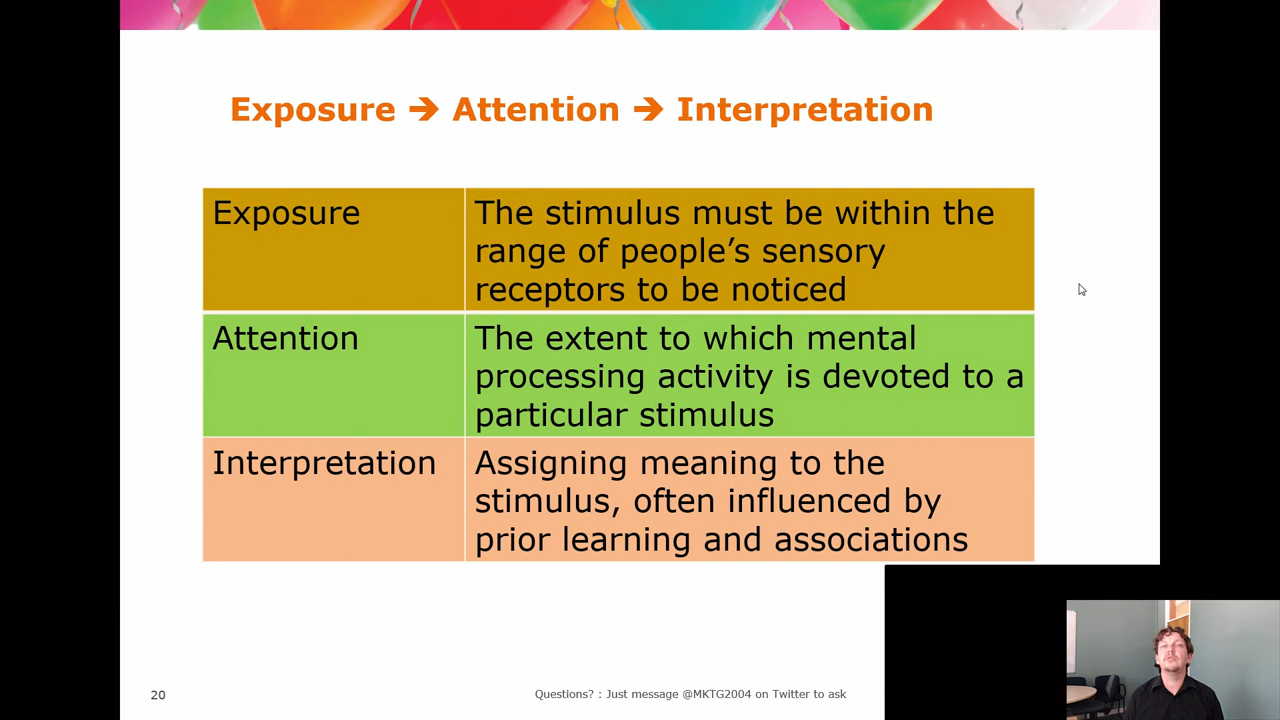 Exposure ➔ Attention ➔ Interpretation
Exposure
The stimulus must be within the
range of people’s sensory
receptors to be noticed
Attention
The extent to which mental
processing activity is devoted to a
particular stimulus
Interpretation
Assigning meaning to the
stimulus, often influenced by
prior learning and associations
20
Questions? : Just message @MKTG2004 on Twitter to ask